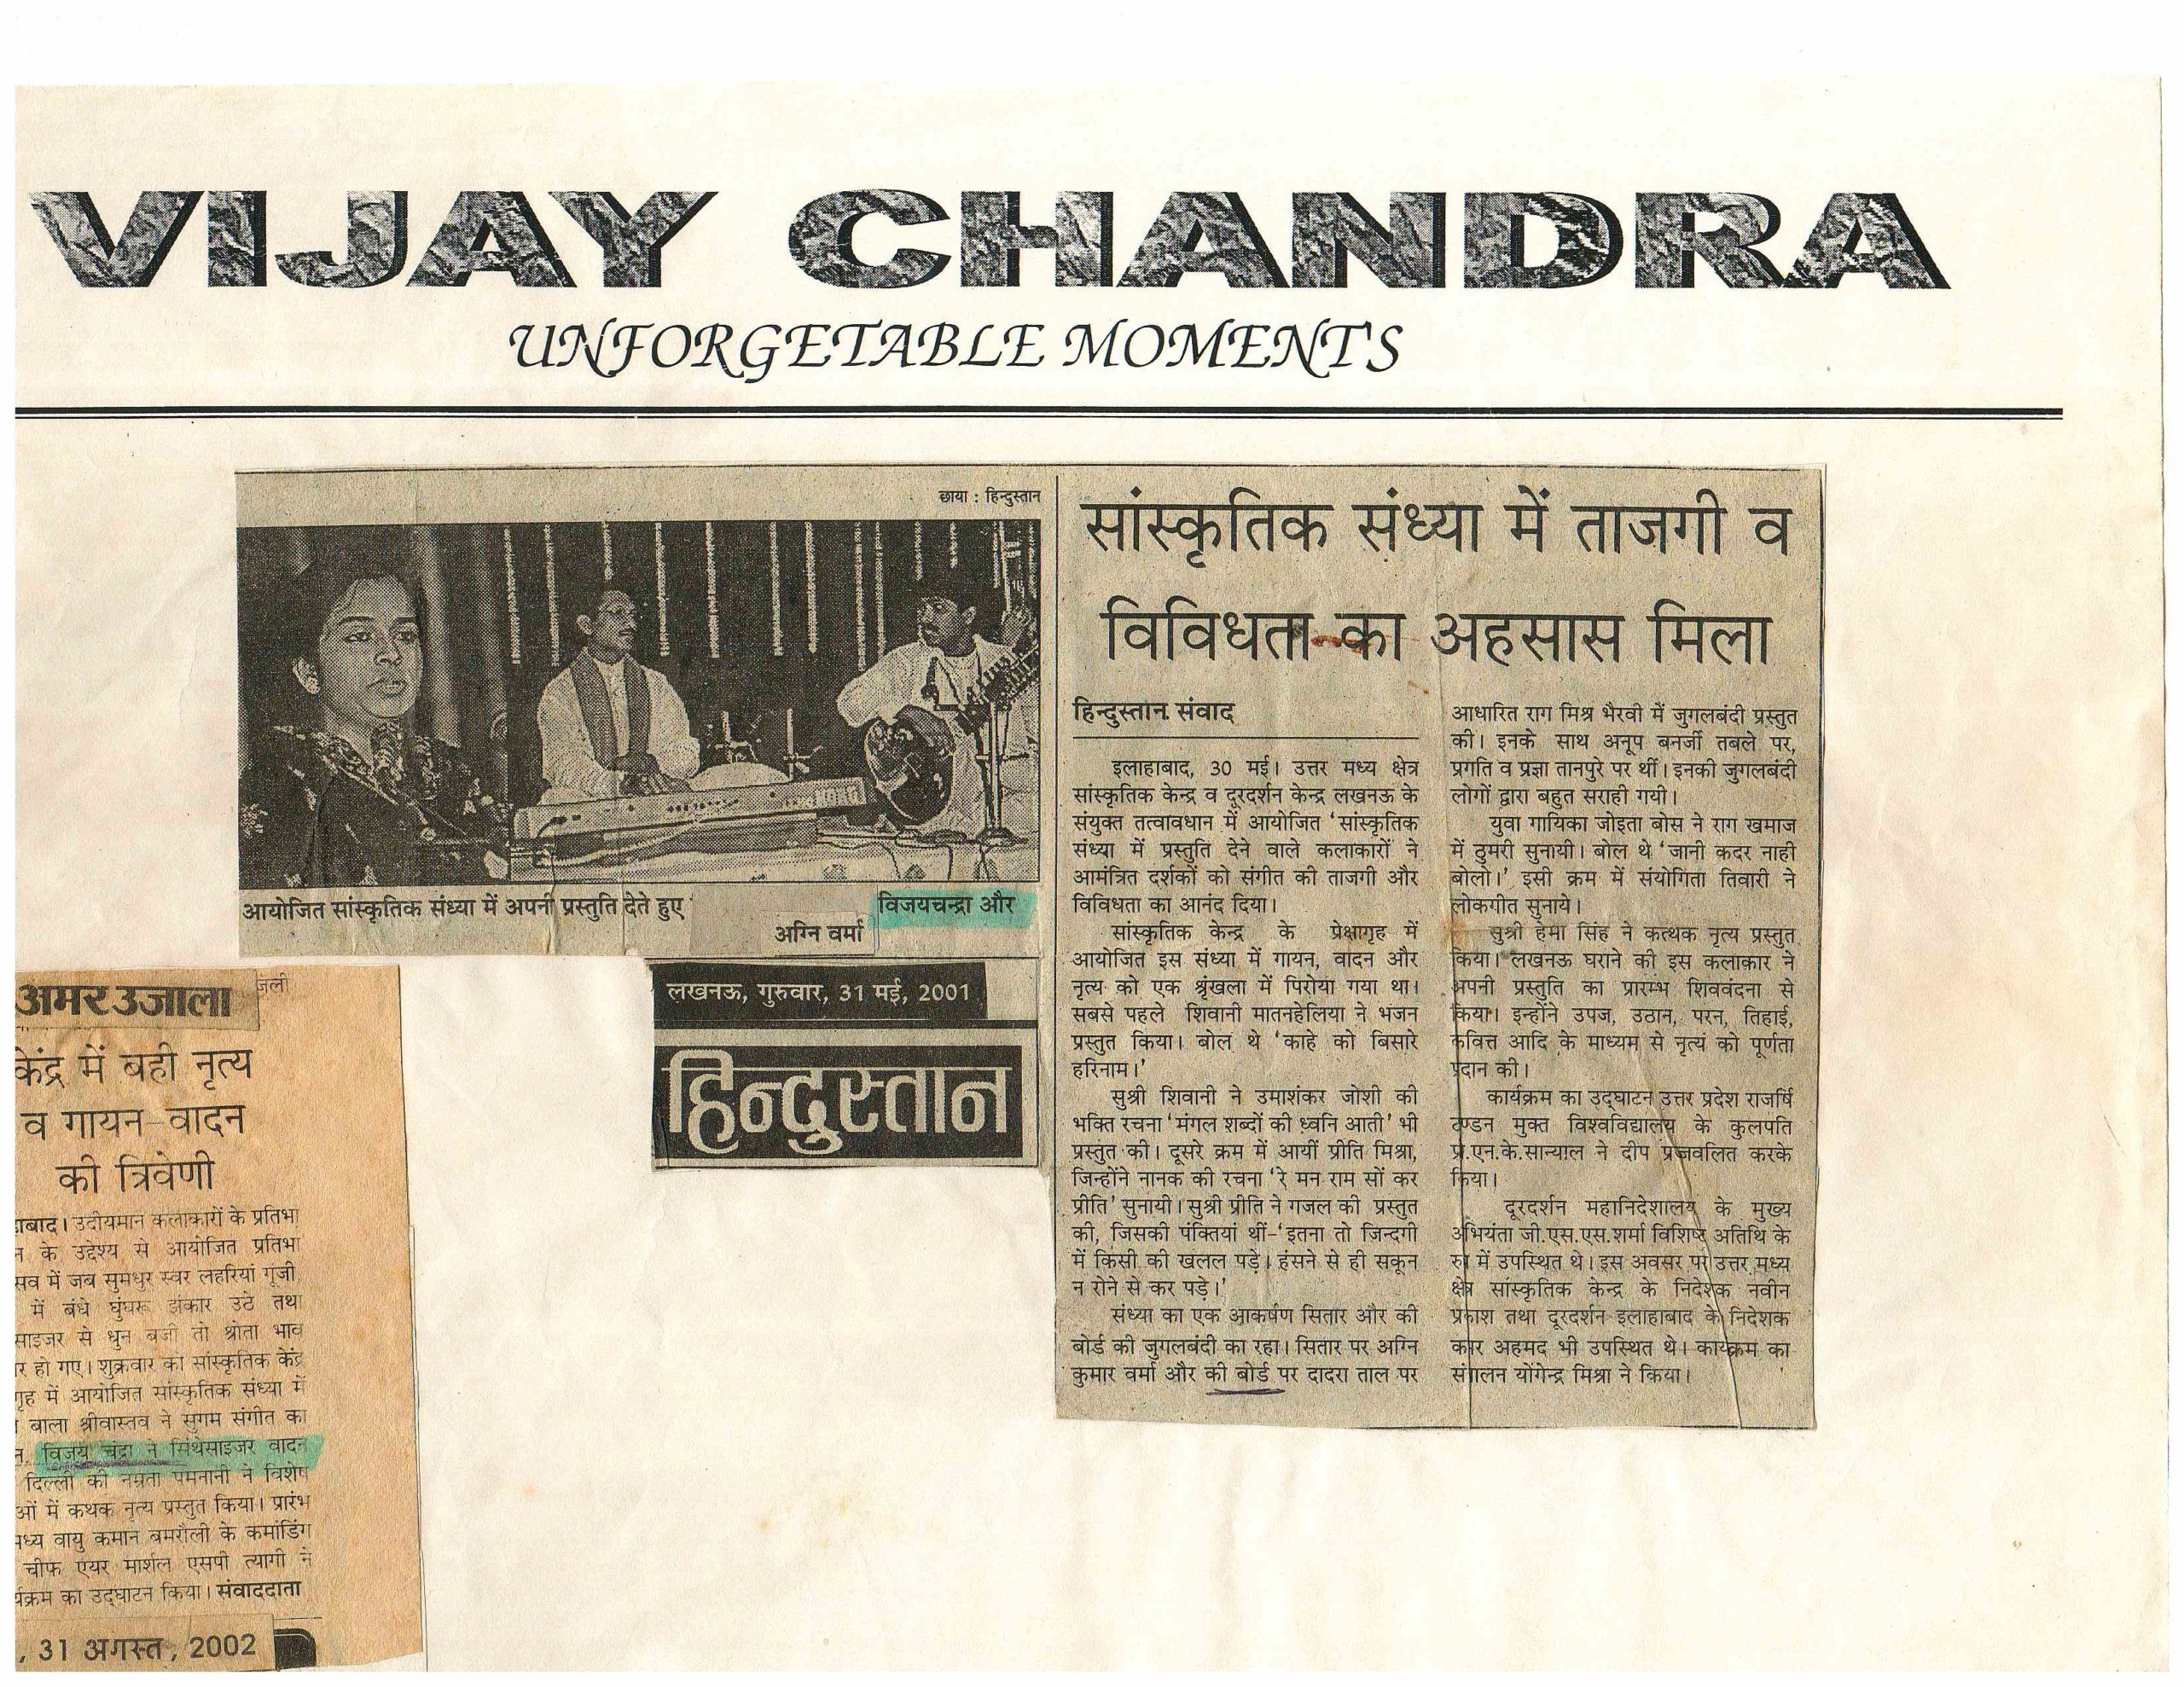 VIJAY CHANDRA
UNFORGETABLE MOMENTS
छाया : हिन्दुस्तान
आयोजित सांस्कृतिक संध्या में अपनी प्रस्तुति देते हुए
विजयचन्द्रा और
अग्नि वर्मा
लखनऊ, गुरुवार, 31 मई, 2001
हिन्दुस्तान
सांस्कृतिक संध्या में ताजगी व
विविधता का अहसास मिला
हिन्दुस्तान संवाद
इलाहाबाद, 30 मई। उत्तर मध्य क्षेत्र
सांस्कृतिक केन्द्र व दूरदर्शन केन्द्र लखनऊ के
संयुक्त तत्वावधान में आयोजित ‘सांस्कृतिक
संध्या में प्रस्तुति देने वाले कलाकारों ने
आमंत्रित दर्शकों को संगीत की ताजगी और
विविधता का आनंद दिया।
सांस्कृतिक केन्द्र के प्रेक्षागृह में
आयोजित इस संध्या में गायन, वादन और
नृत्य को एक श्रृंखला में पिरोया गया था।
सबसे पहले शिवानी मातनहेलिया ने भजन
प्रस्तुत किया। बोल थे ‘काहे को बिसारे
हरिनाम।’
सुश्री शिवानी ने उमाशंकर जोशी की
भक्ति रचना ‘मंगल शब्दों की ध्वनि आती’ भी
प्रस्तुत की। दूसरे क्रम में आयीं प्रीति मिश्रा,
जिन्होंने नानक की रचना ‘रे मन राम सों कर
प्रीति’ सुनायी। सुश्री प्रीति ने गजल की प्रस्तुत
की, जिसकी पंक्तियां थीं-‘इतना तो जिन्दगी
में किसी की खलल पड़े। हंसने से ही सकून
न रोने से कर पड़े।’
संध्या का एक आकर्षण सितार और की
बोर्ड की जुगलबंदी का रहा। सितार पर अग्नि
कुमार वर्मा और की बोर्ड पर दादरा ताल पर
आधारित राग मिश्र भैरवी में जुगलबंदी प्रस्तुत
की। इनके साथ अनूप बनर्जी तबले पर,
प्रगति व प्रज्ञा तानपुरे पर थीं। इनकी जुगलबंदी
लोगों द्वारा बहुत सराही गयी।
युवा गायिका जोइता बोस ने राग खमाज
में ठुमरी सुनायी। बोल थे ‘जानी कदर नाही
बोलो।’ इसी क्रम में संयोगिता तिवारी ने
लोकगीत सुनाये।
सुश्री हेमा सिंह ने कत्थक नृत्य प्रस्तुत
किया। लखनऊ घराने की इस कलाकार ने
अपनी प्रस्तुति का प्रारम्भ शिववंदना से
किया। इन्होंने उपज, उठान, परन, तिहाई,
कवित्त आदि के माध्यम से नृत्य को पूर्णता
प्रदान की।
कार्यक्रम का उद्घाटन उत्तर प्रदेश राजर्षि
टण्डन मुक्त विश्वविद्यालय के कुलपति
प्रो.एन.के.सान्याल ने दीप प्रज्जवलित करके
किया।
दूरदर्शन महानिदेशालय के मुख्य
अभियंता जी.एस.एस.शर्मा विशिष्ट अतिथि के
रूप में उपस्थित थे। इस अवसर पर उत्तर मध्य
क्षेत्र सांस्कृतिक केन्द्र के निदेशक नवीन
प्रकाश तथा दूरदर्शन इलाहाबाद के निदेशक
अहमद भी उपस्थित थे। कार्यक्रम का
संचालन योंगेन्द्र मिश्रा ने किया।
जंली
अमर उजाला
केंद्र में बही नृत्य
व गायन-वादन
की त्रिवेणी
हाबाद। उदीयमान कलाकारों के प्रतिभा
न के उद्देश्य से आयोजित प्रतिभा
सव में जब सुमधुर स्वर लहरियां गूंजी,
में बंधे घुंघरू झंकार उठे तथा
साइजर से धुन बजी तो श्रोता भाव
र हो गए। शुक्रवार को सांस्कृतिक केंद्र
गृह में आयोजित सांस्कृतिक संध्या में
बाला श्रीवास्तव ने सुगम संगीत का
न, विजय चंद्रा ने सिंथेसाइजर वादन
दिल्ली की नम्रता पमनानी ने विशेष
ओं में कथक नृत्य प्रस्तुत किया। प्रारंभ
मध्य वायु कमान बमरौली के कमांडिंग
चीफ एयर मार्शल एसपी त्यागी ने
र्यक्रम का उद्घाटन किया। संवाददाता
, 31 अगस्त, 2002